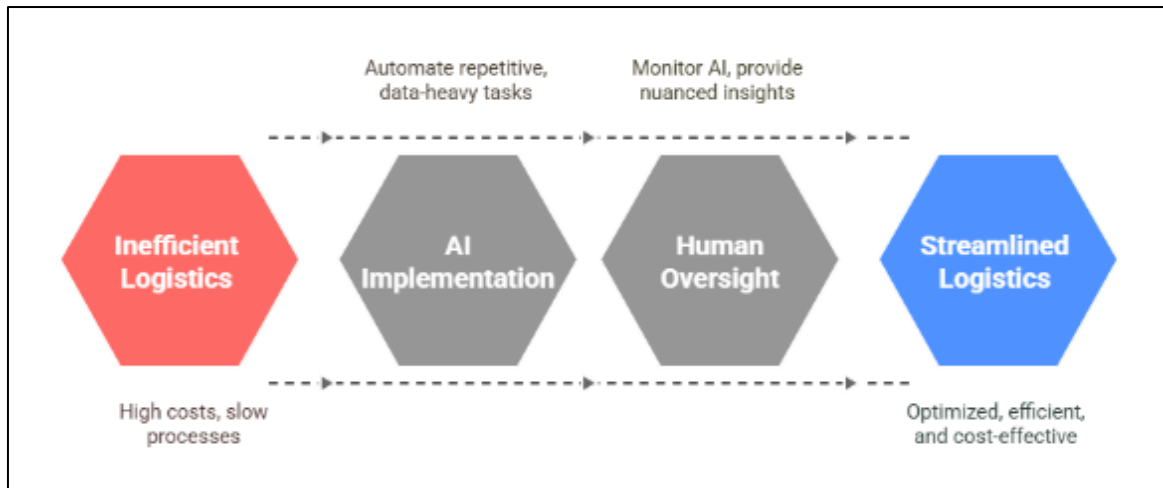 Automate repetitive,
data-heavy tasks
Monitor AI, provide
nuanced insights
Inefficient
Logistics
AI
Implementation
Human
Oversight
Streamlined
Logistics
High costs, slow
processes
Optimized, efficient,
and cost-effective